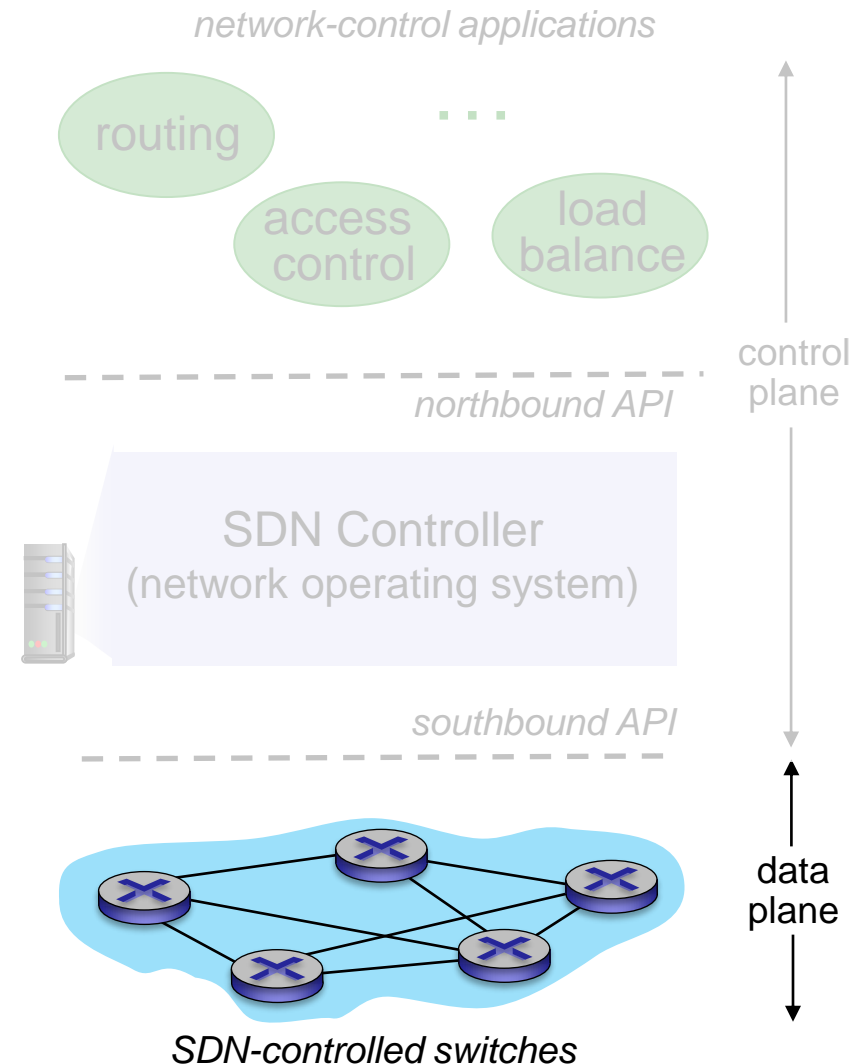 network-control applications
routing
. . .
access
control
load
balance
control
plane
northbound API
SDN Controller
(network operating system)
southbound API
data
plane
SDN-controlled switches